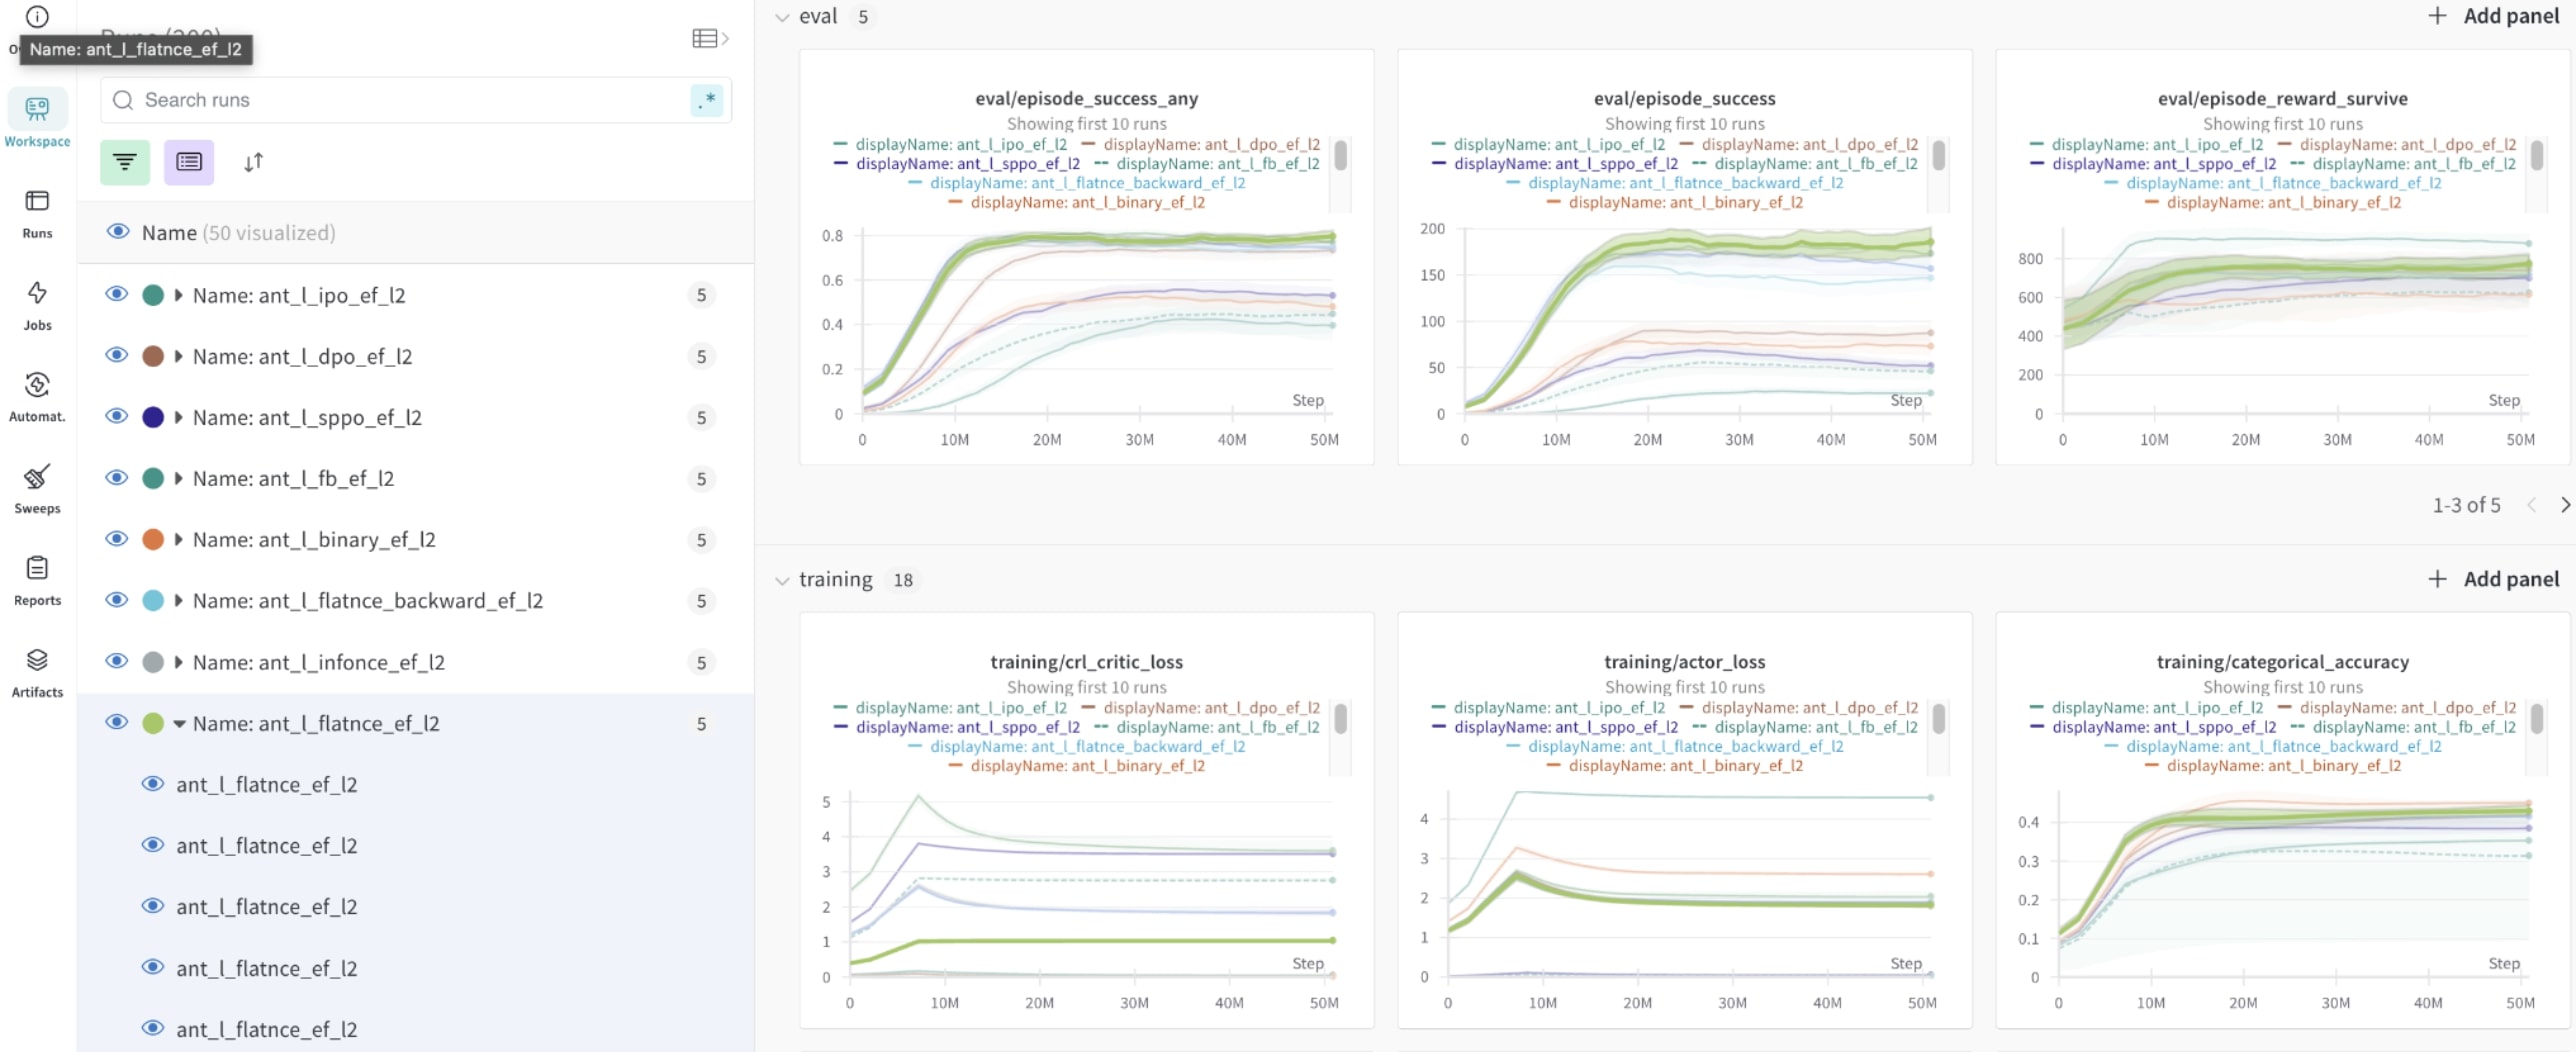 Name: ant_l_flatnce_ef_l2
Search runs
.*
Workspace
Runs
Jobs
Automat.
Sweeps
Reports
Artifacts
Name (50 visualized)
Name: ant_l_ipo_ef_l2 5
Name: ant_l_dpo_ef_l2 5
Name: ant_l_sppo_ef_l2 5
Name: ant_l_fb_ef_l2 5
Name: ant_l_binary_ef_l2 5
Name: ant_l_flatnce_backward_ef_l2 5
Name: ant_l_infonce_ef_l2 5
Name: ant_l_flatnce_ef_l2 5
ant_l_flatnce_ef_l2
ant_l_flatnce_ef_l2
ant_l_flatnce_ef_l2
ant_l_flatnce_ef_l2
ant_l_flatnce_ef_l2
eval 5
+ Add panel
eval/episode_success_any
Showing first 10 runs
displayName: ant_l_ipo_ef_l2 displayName: ant_l_dpo_ef_l2
displayName: ant_l_sppo_ef_l2 displayName: ant_l_fb_ef_l2
displayName: ant_l_flatnce_backward_ef_l2
displayName: ant_l_binary_ef_l2
0.8
0.6
0.4
0.2
0
Step
0 10M 20M 30M 40M 50M
eval/episode_success
Showing first 10 runs
displayName: ant_l_ipo_ef_l2 displayName: ant_l_dpo_ef_l2
displayName: ant_l_sppo_ef_l2 displayName: ant_l_fb_ef_l2
displayName: ant_l_flatnce_backward_ef_l2
displayName: ant_l_binary_ef_l2
200
150
100
50
0
Step
0 10M 20M 30M 40M 50M
eval/episode_reward_survive
Showing first 10 runs
displayName: ant_l_ipo_ef_l2 displayName: ant_l_dpo_ef_l2
displayName: ant_l_sppo_ef_l2 displayName: ant_l_fb_ef_l2
displayName: ant_l_flatnce_backward_ef_l2
displayName: ant_l_binary_ef_l2
800
600
400
200
0
Step
0 10M 20M 30M 40M 50M
1-3 of 5
training 18
+ Add panel
training/crl_critic_loss
Showing first 10 runs
displayName: ant_l_ipo_ef_l2 displayName: ant_l_dpo_ef_l2
displayName: ant_l_sppo_ef_l2 displayName: ant_l_fb_ef_l2
displayName: ant_l_flatnce_backward_ef_l2
displayName: ant_l_binary_ef_l2
5
4
3
2
1
0
Step
0 10M 20M 30M 40M 50M
training/actor_loss
Showing first 10 runs
displayName: ant_l_ipo_ef_l2 displayName: ant_l_dpo_ef_l2
displayName: ant_l_sppo_ef_l2 displayName: ant_l_fb_ef_l2
displayName: ant_l_flatnce_backward_ef_l2
displayName: ant_l_binary_ef_l2
4
3
2
1
0
Step
0 10M 20M 30M 40M 50M
training/categorical_accuracy
Showing first 10 runs
displayName: ant_l_ipo_ef_l2 displayName: ant_l_dpo_ef_l2
displayName: ant_l_sppo_ef_l2 displayName: ant_l_fb_ef_l2
displayName: ant_l_flatnce_backward_ef_l2
displayName: ant_l_binary_ef_l2
0.4
0.3
0.2
0.1
0
Step
0 10M 20M 30M 40M 50M